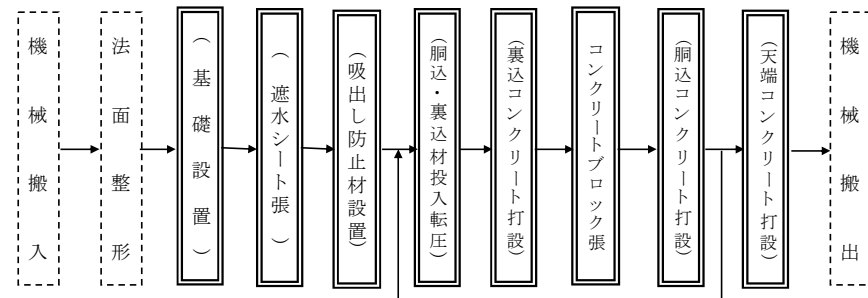 機械搬入
法面整形
（基礎設置）
（遮水シート張）
（吸出し防止材設置）
（胴込・裏込材投入転圧）
（裏込コンクリート打設）
コンクリートブロック張
（胴込コンクリート打設）
（天端コンクリート打設）
機械搬出